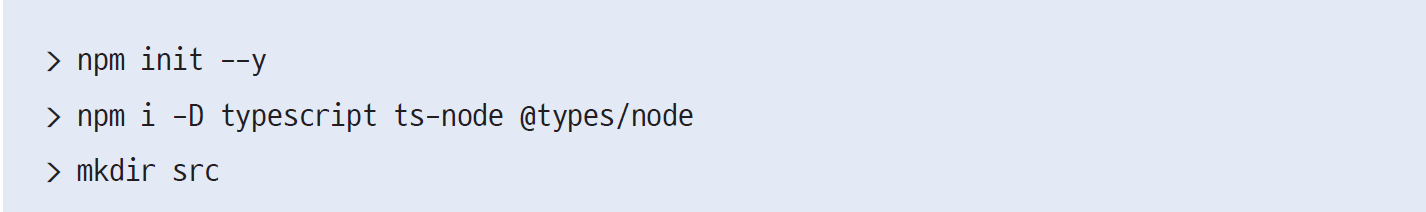 > npm init --y
> npm i -D typescript ts-node @types/node
> mkdir src